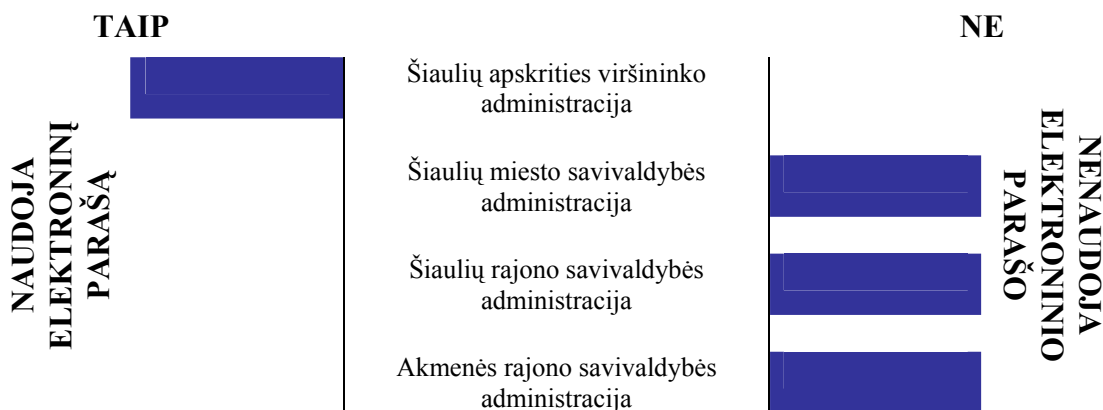 TAIP
NE
NAUDOJA
ELEKTRONINĮ
PARAŠĄ
Šiaulių apskrities viršininko
administracija
Šiaulių miesto savivaldybės
administracija
Šiaulių rajono savivaldybės
administracija
Akmenės rajono savivaldybės
administracija
NENAUDOJA
ELEKTRONINIO
PARAŠO